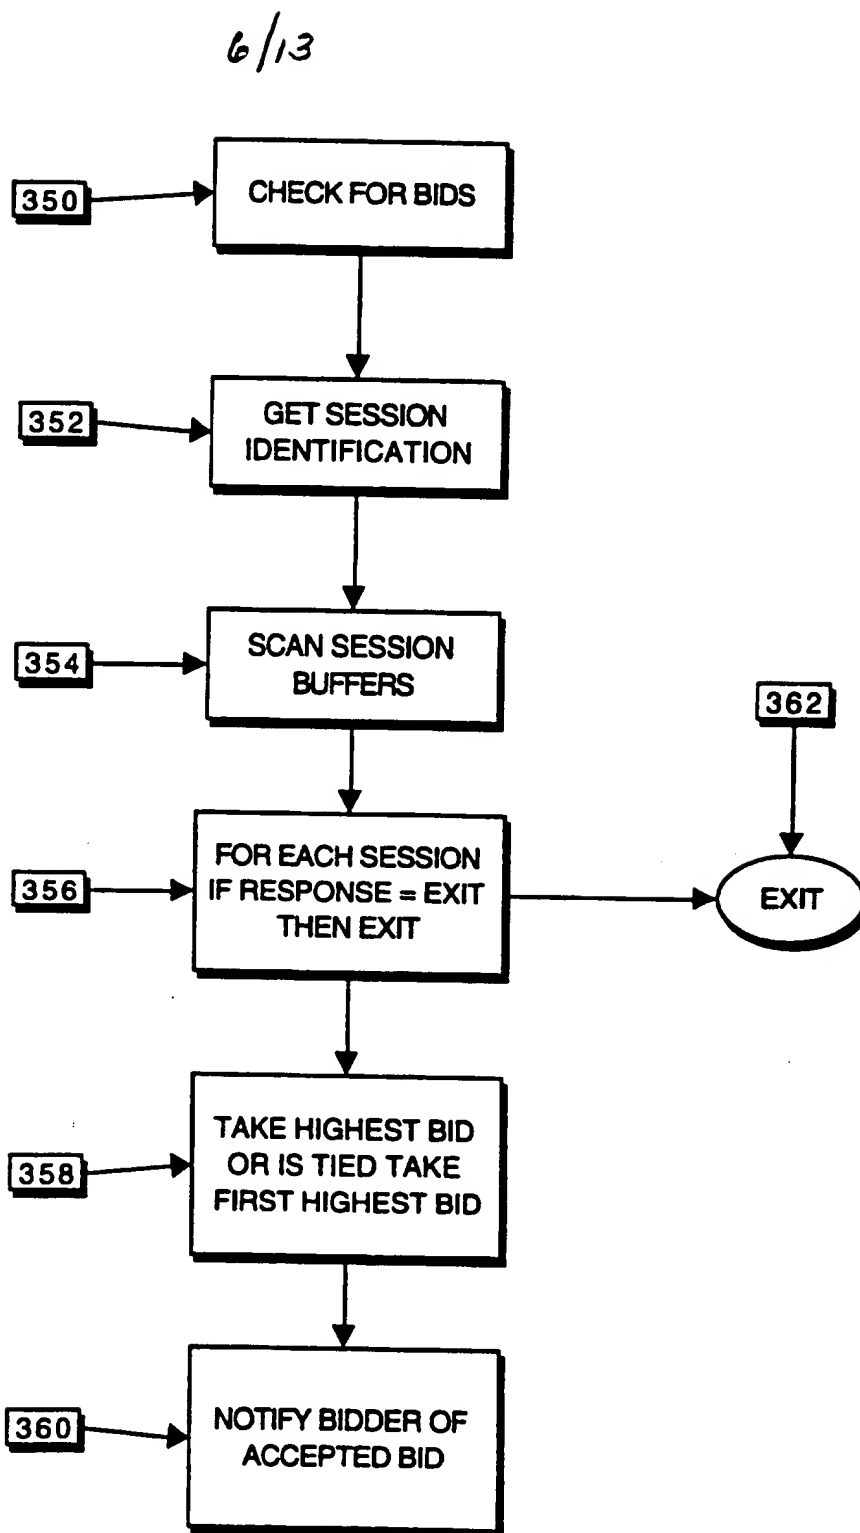 6/13
350
CHECK FOR BIDS
352
GET SESSION
IDENTIFICATION
354
SCAN SESSION
BUFFERS
362
356
FOR EACH SESSION
IF RESPONSE = EXIT
THEN EXIT
EXIT
358
TAKE HIGHEST BID
OR IS TIED TAKE
FIRST HIGHEST BID
360
NOTIFY BIDDER OF
ACCEPTED BID